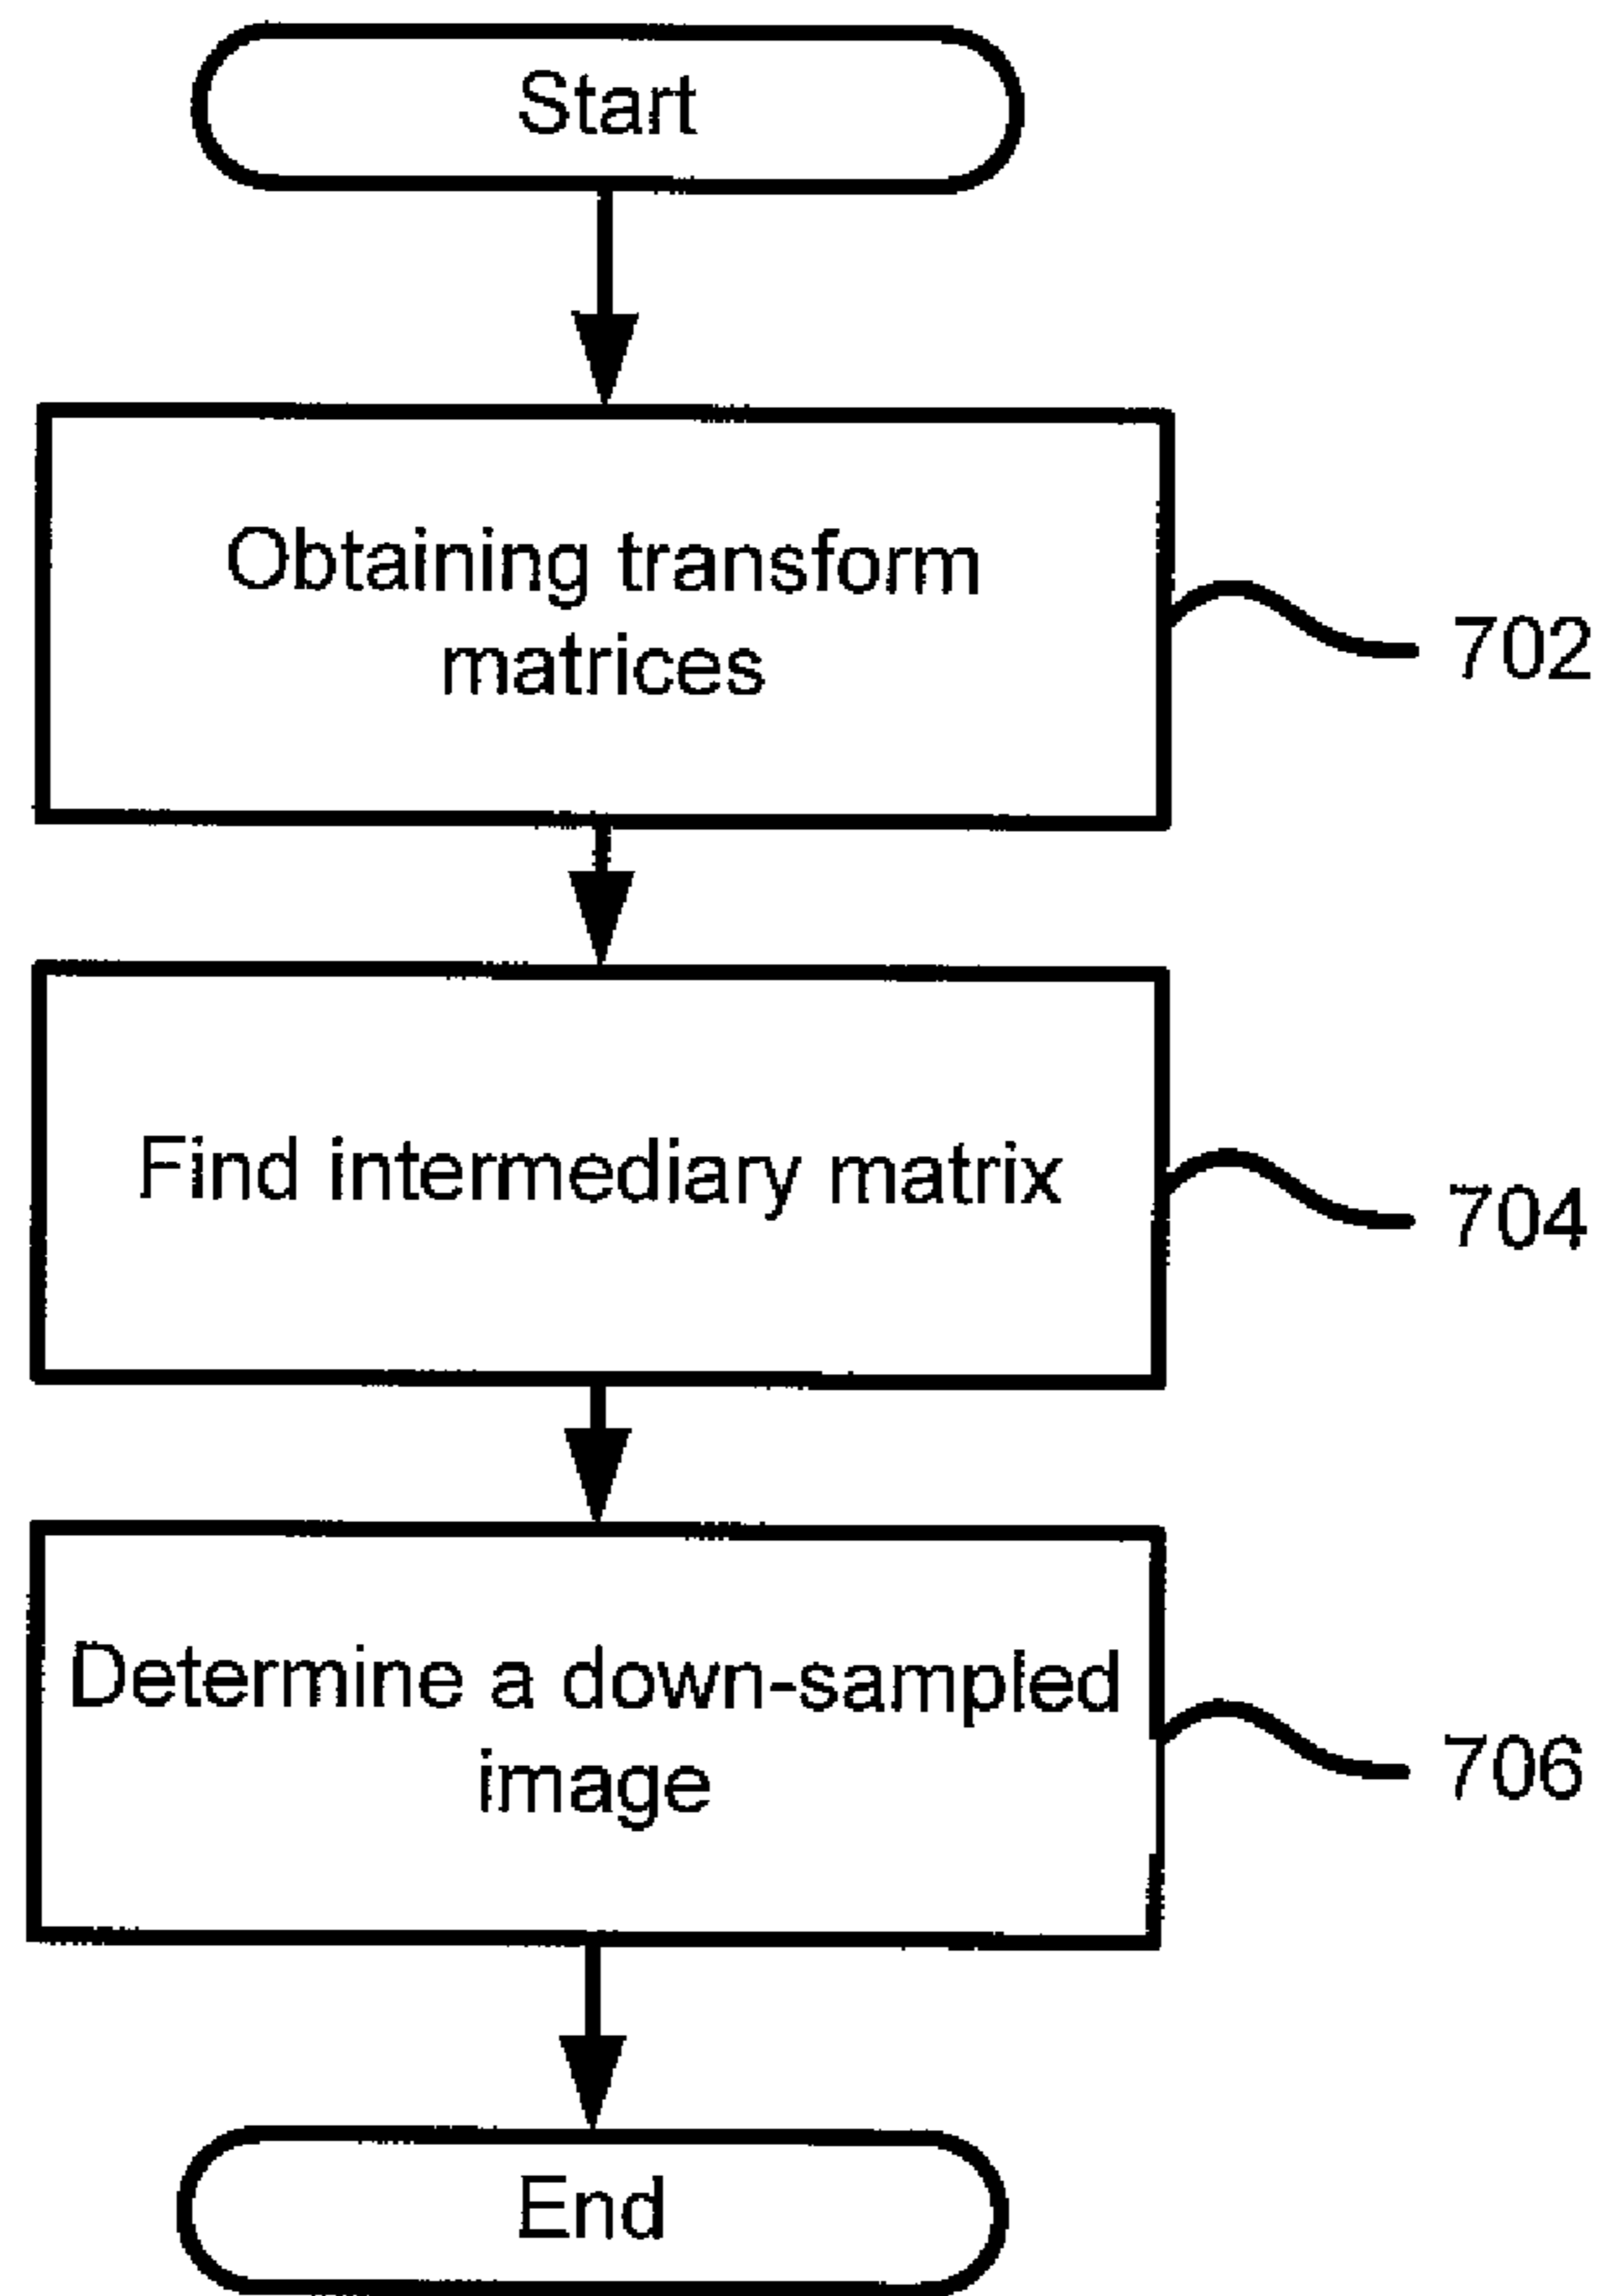 Start
Obtaining transform
matrices
702
Find intermediary matrix
704
Determine a down-sampled
image
706
End